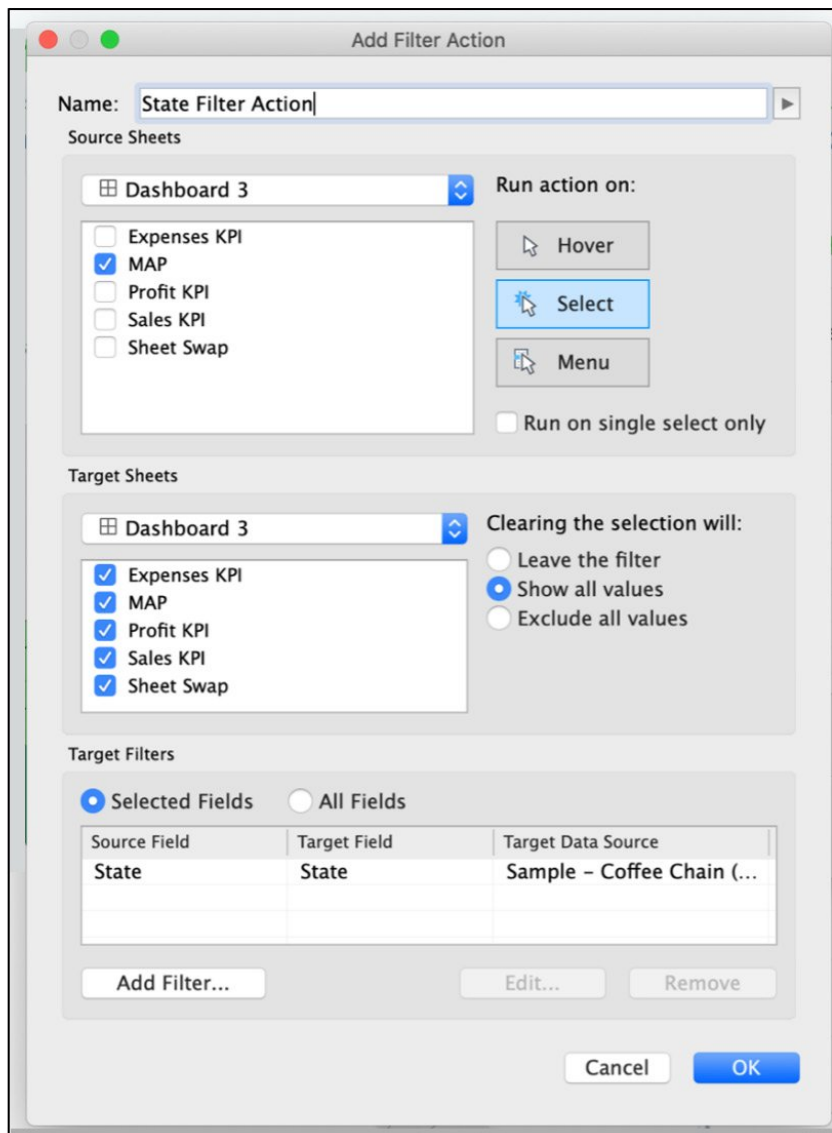 Add Filter Action
Name: State Filter Action
Source Sheets
Dashboard 3
Run action on:
Expenses KPI
MAP
Profit KPI
Sales KPI
Sheet Swap
Hover
Select
Menu
Run on single select only
Target Sheets
Dashboard 3
Clearing the selection will:
Expenses KPI
MAP
Profit KPI
Sales KPI
Sheet Swap
Leave the filter
Show all values
Exclude all values
Target Filters
Selected Fields All Fields
Source Field Target Field Target Data Source
State State Sample – Coffee Chain (...
Add Filter... Edit... Remove
Cancel OK